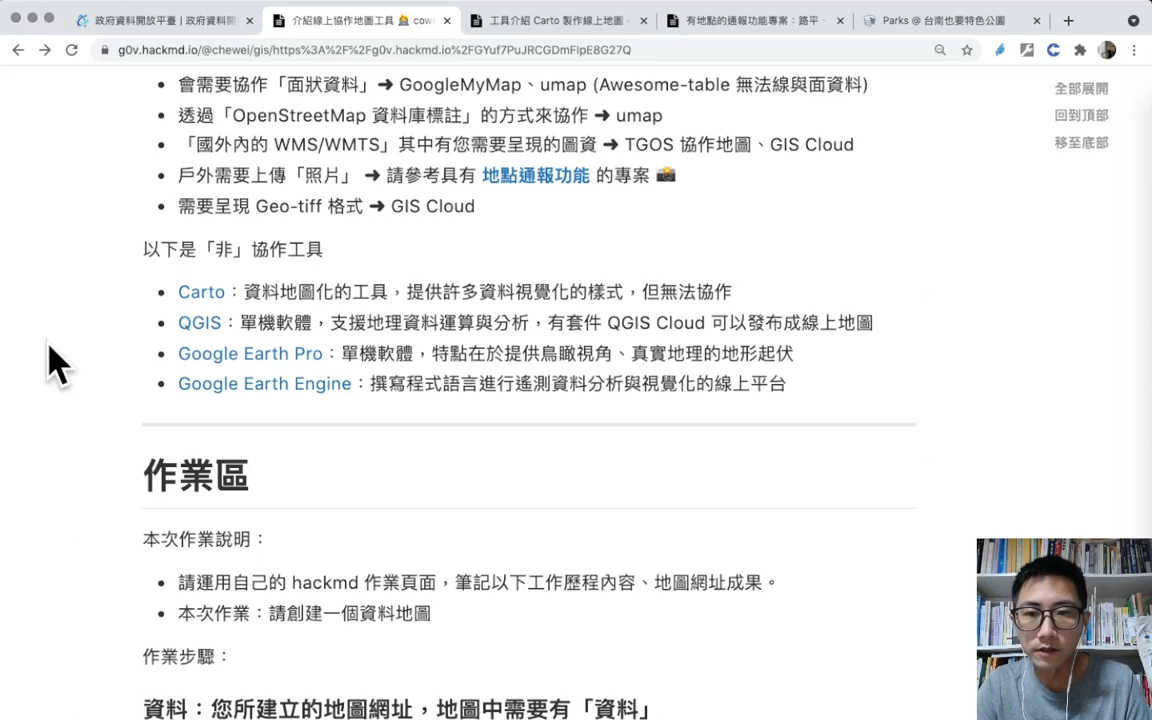 政府資料開放平臺 | 政府資料開
介紹線上協作地圖工具 🙋 cow
工具介紹 Carto 製作線上地圖 -
有地點的通報功能專案：路平、
Parks @ 台南也要特色公園
g0v.hackmd.io/@chewei/gis/https%3A%2F%2Fg0v.hackmd.io%2FGYuf7PuJRCGDmFlpE8G27Q
全部展開
回到頂部
移至底部
• 會需要協作「面狀資料」➜ GoogleMyMap、umap (Awesome-table 無法線與面資料)
• 透過「OpenStreetMap 資料庫標註」的方式來協作 ➜ umap
• 「國外內的 WMS/WMTS」其中有您需要呈現的圖資 ➜ TGOS 協作地圖、GIS Cloud
• 戶外需要上傳「照片」 ➜ 請參考具有 地點通報功能 的專案 📸
• 需要呈現 Geo-tiff 格式 ➜ GIS Cloud
以下是「非」協作工具
• Carto：資料地圖化的工具，提供許多資料視覺化的樣式，但無法協作
• QGIS：單機軟體，支援地理資料運算與分析，有套件 QGIS Cloud 可以發布成線上地圖
• Google Earth Pro：單機軟體，特點在於提供鳥瞰視角、真實地理的地形起伏
• Google Earth Engine：撰寫程式語言進行遙測資料分析與視覺化的線上平台
作業區
本次作業說明：
• 請運用自己的 hackmd 作業頁面，筆記以下工作歷程內容、地圖網址成果。
• 本次作業：請創建一個資料地圖
作業步驟：
資料：您所建立的地圖網址，地圖中需要有「資料」